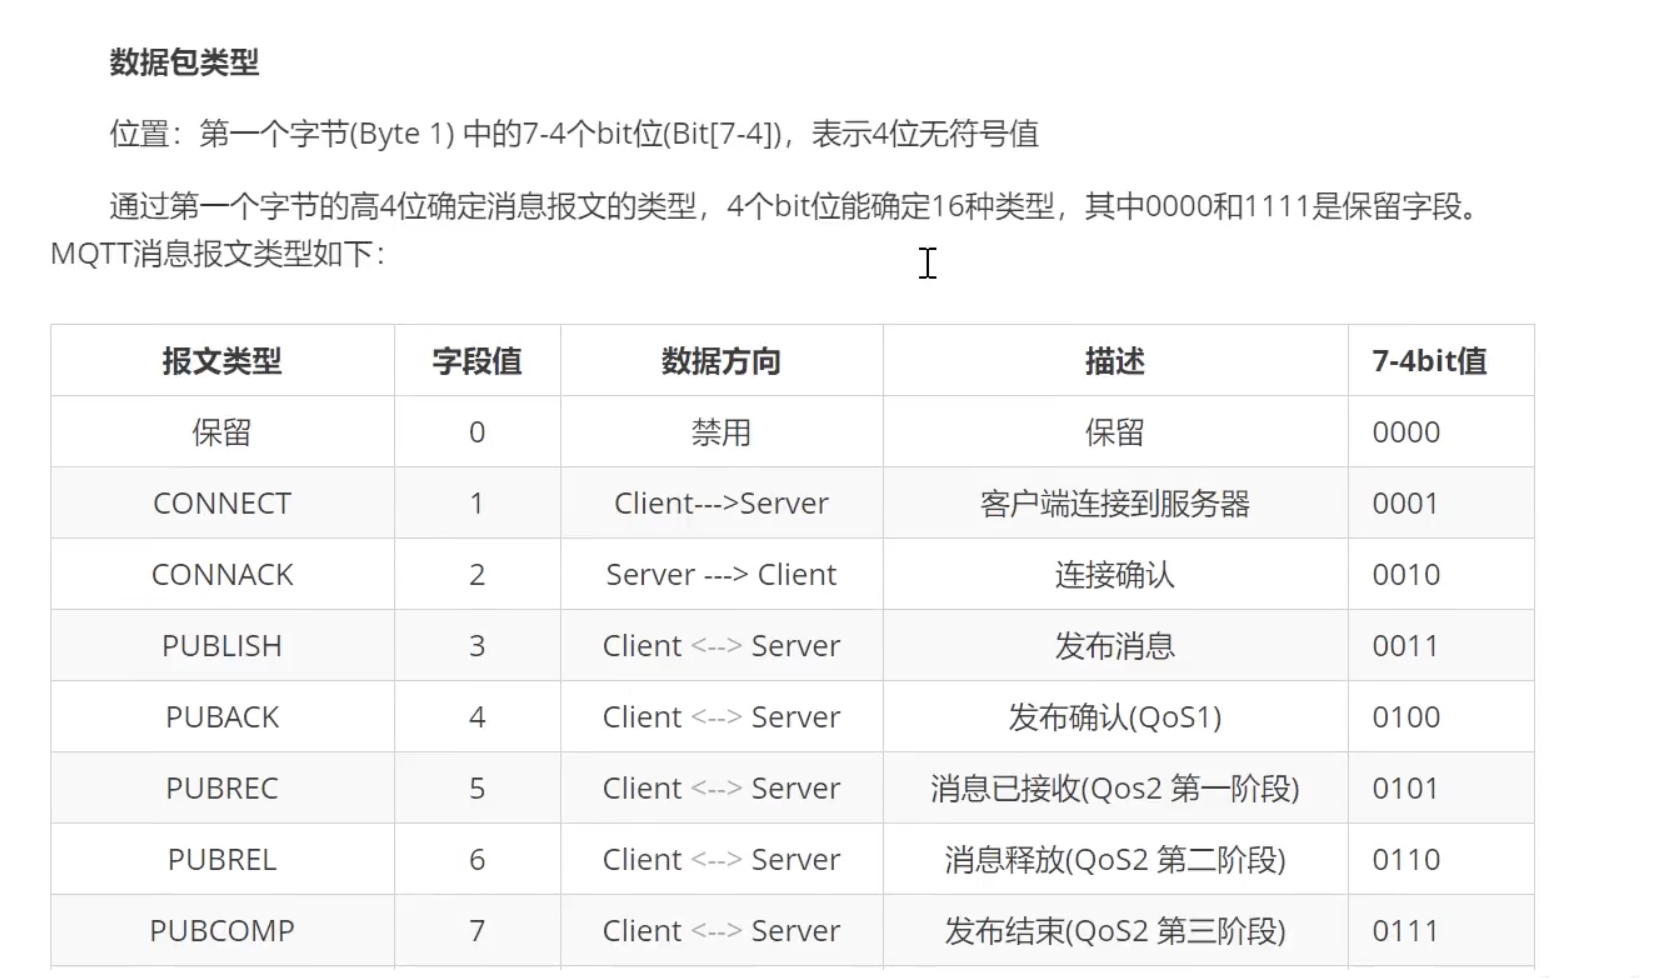 数据包类型
位置：第一个字节(Byte 1) 中的7-4个bit位(Bit[7-4])，表示4位无符号值
通过第一个字节的高4位确定消息报文的类型，4个bit位能确定16种类型，其中0000和1111是保留字段。
MQTT消息报文类型如下：
报文类型 字段值 数据方向 描述 7-4bit值
保留 0 禁用 保留 0000
CONNECT 1 Client--->Server 客户端连接到服务器 0001
CONNACK 2 Server ---> Client 连接确认 0010
PUBLISH 3 Client <--> Server 发布消息 0011
PUBACK 4 Client <--> Server 发布确认(QoS1) 0100
PUBREC 5 Client <--> Server 消息已接收(Qos2 第一阶段) 0101
PUBREL 6 Client <--> Server 消息释放(QoS2 第二阶段) 0110
PUBCOMP 7 Client <--> Server 发布结束(QoS2 第三阶段) 0111